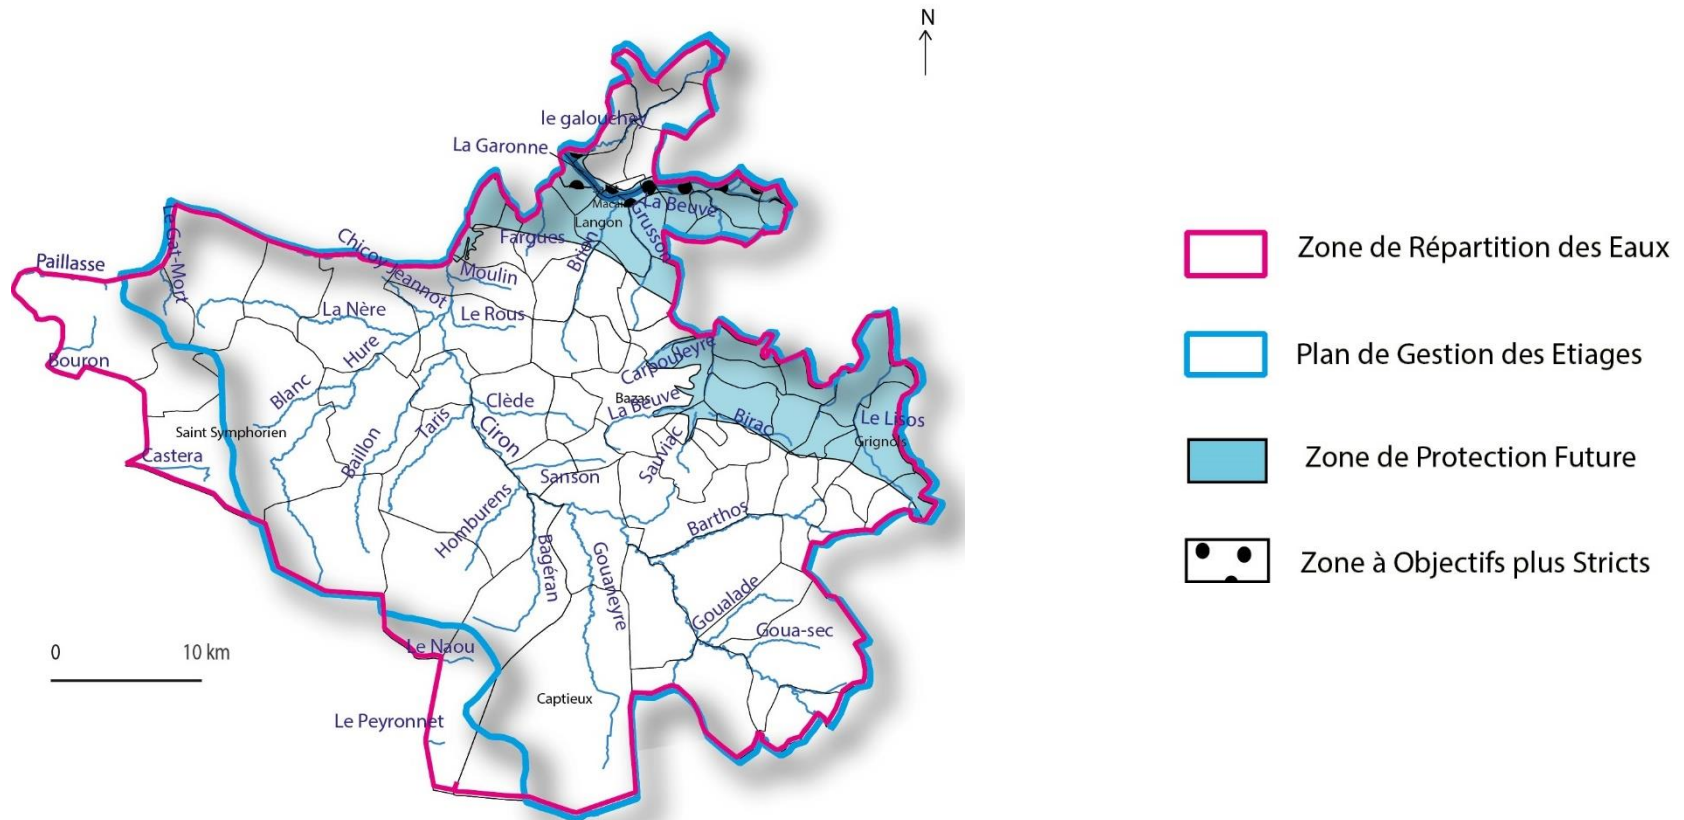 N
le galouchey
La Garonne
La Beuve
Langon
Grusson
le Gat-Mort
Fargues
Brion
Chicoy-Jeannot
Paillasse
Moulin
La Nère
Le Rous
Bouron
Hure
Carpouleyre
Blanc
Bazas
Clède
La Beuve
Birac
Le Lisos
Taris
Saint Symphorien
Ciron
Grignols
Baillon
Sauviac
Castera
Sanson
Homburens
Barthos
Bagéran
Gouaneyre
Goualade
Goua-sec
Le Naou
0 10 km
Captieux
Le Peyronnet
Zone de Répartition des Eaux
Plan de Gestion des Etiages
Zone de Protection Future
Zone à Objectifs plus Stricts